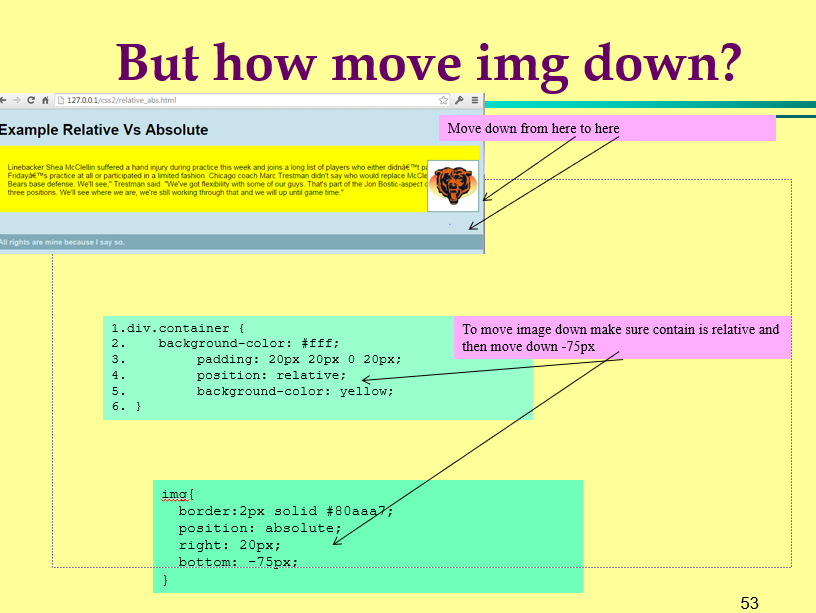 But how move img down?
127.0.0.1/css2/relative_abs.html
Example Relative Vs Absolute
Move down from here to here
Linebacker Shea McClellin suffered a hand injury during practice this week and joins a long list of players who either didnâ€™t pa
Fridayâ€™s practice at all or participated in a limited fashion. Chicago coach Marc Trestman didn't say who would replace McCle
Bears base defense. We'll see," Trestman said. "We've got flexibility with some of our guys. That's part of the Jon Bostic-aspect o
three positions. We'll see where we are, we're still working through that and we will up until game time."
All rights are mine because I say so.
1.div.container {
2. background-color: #fff;
3. padding: 20px 20px 0 20px;
4. position: relative;
5. background-color: yellow;
6. }
To move image down make sure contain is relative and
then move down -75px
img{
border:2px solid #80aaa7;
position: absolute;
right: 20px;
bottom: -75px;
}
53